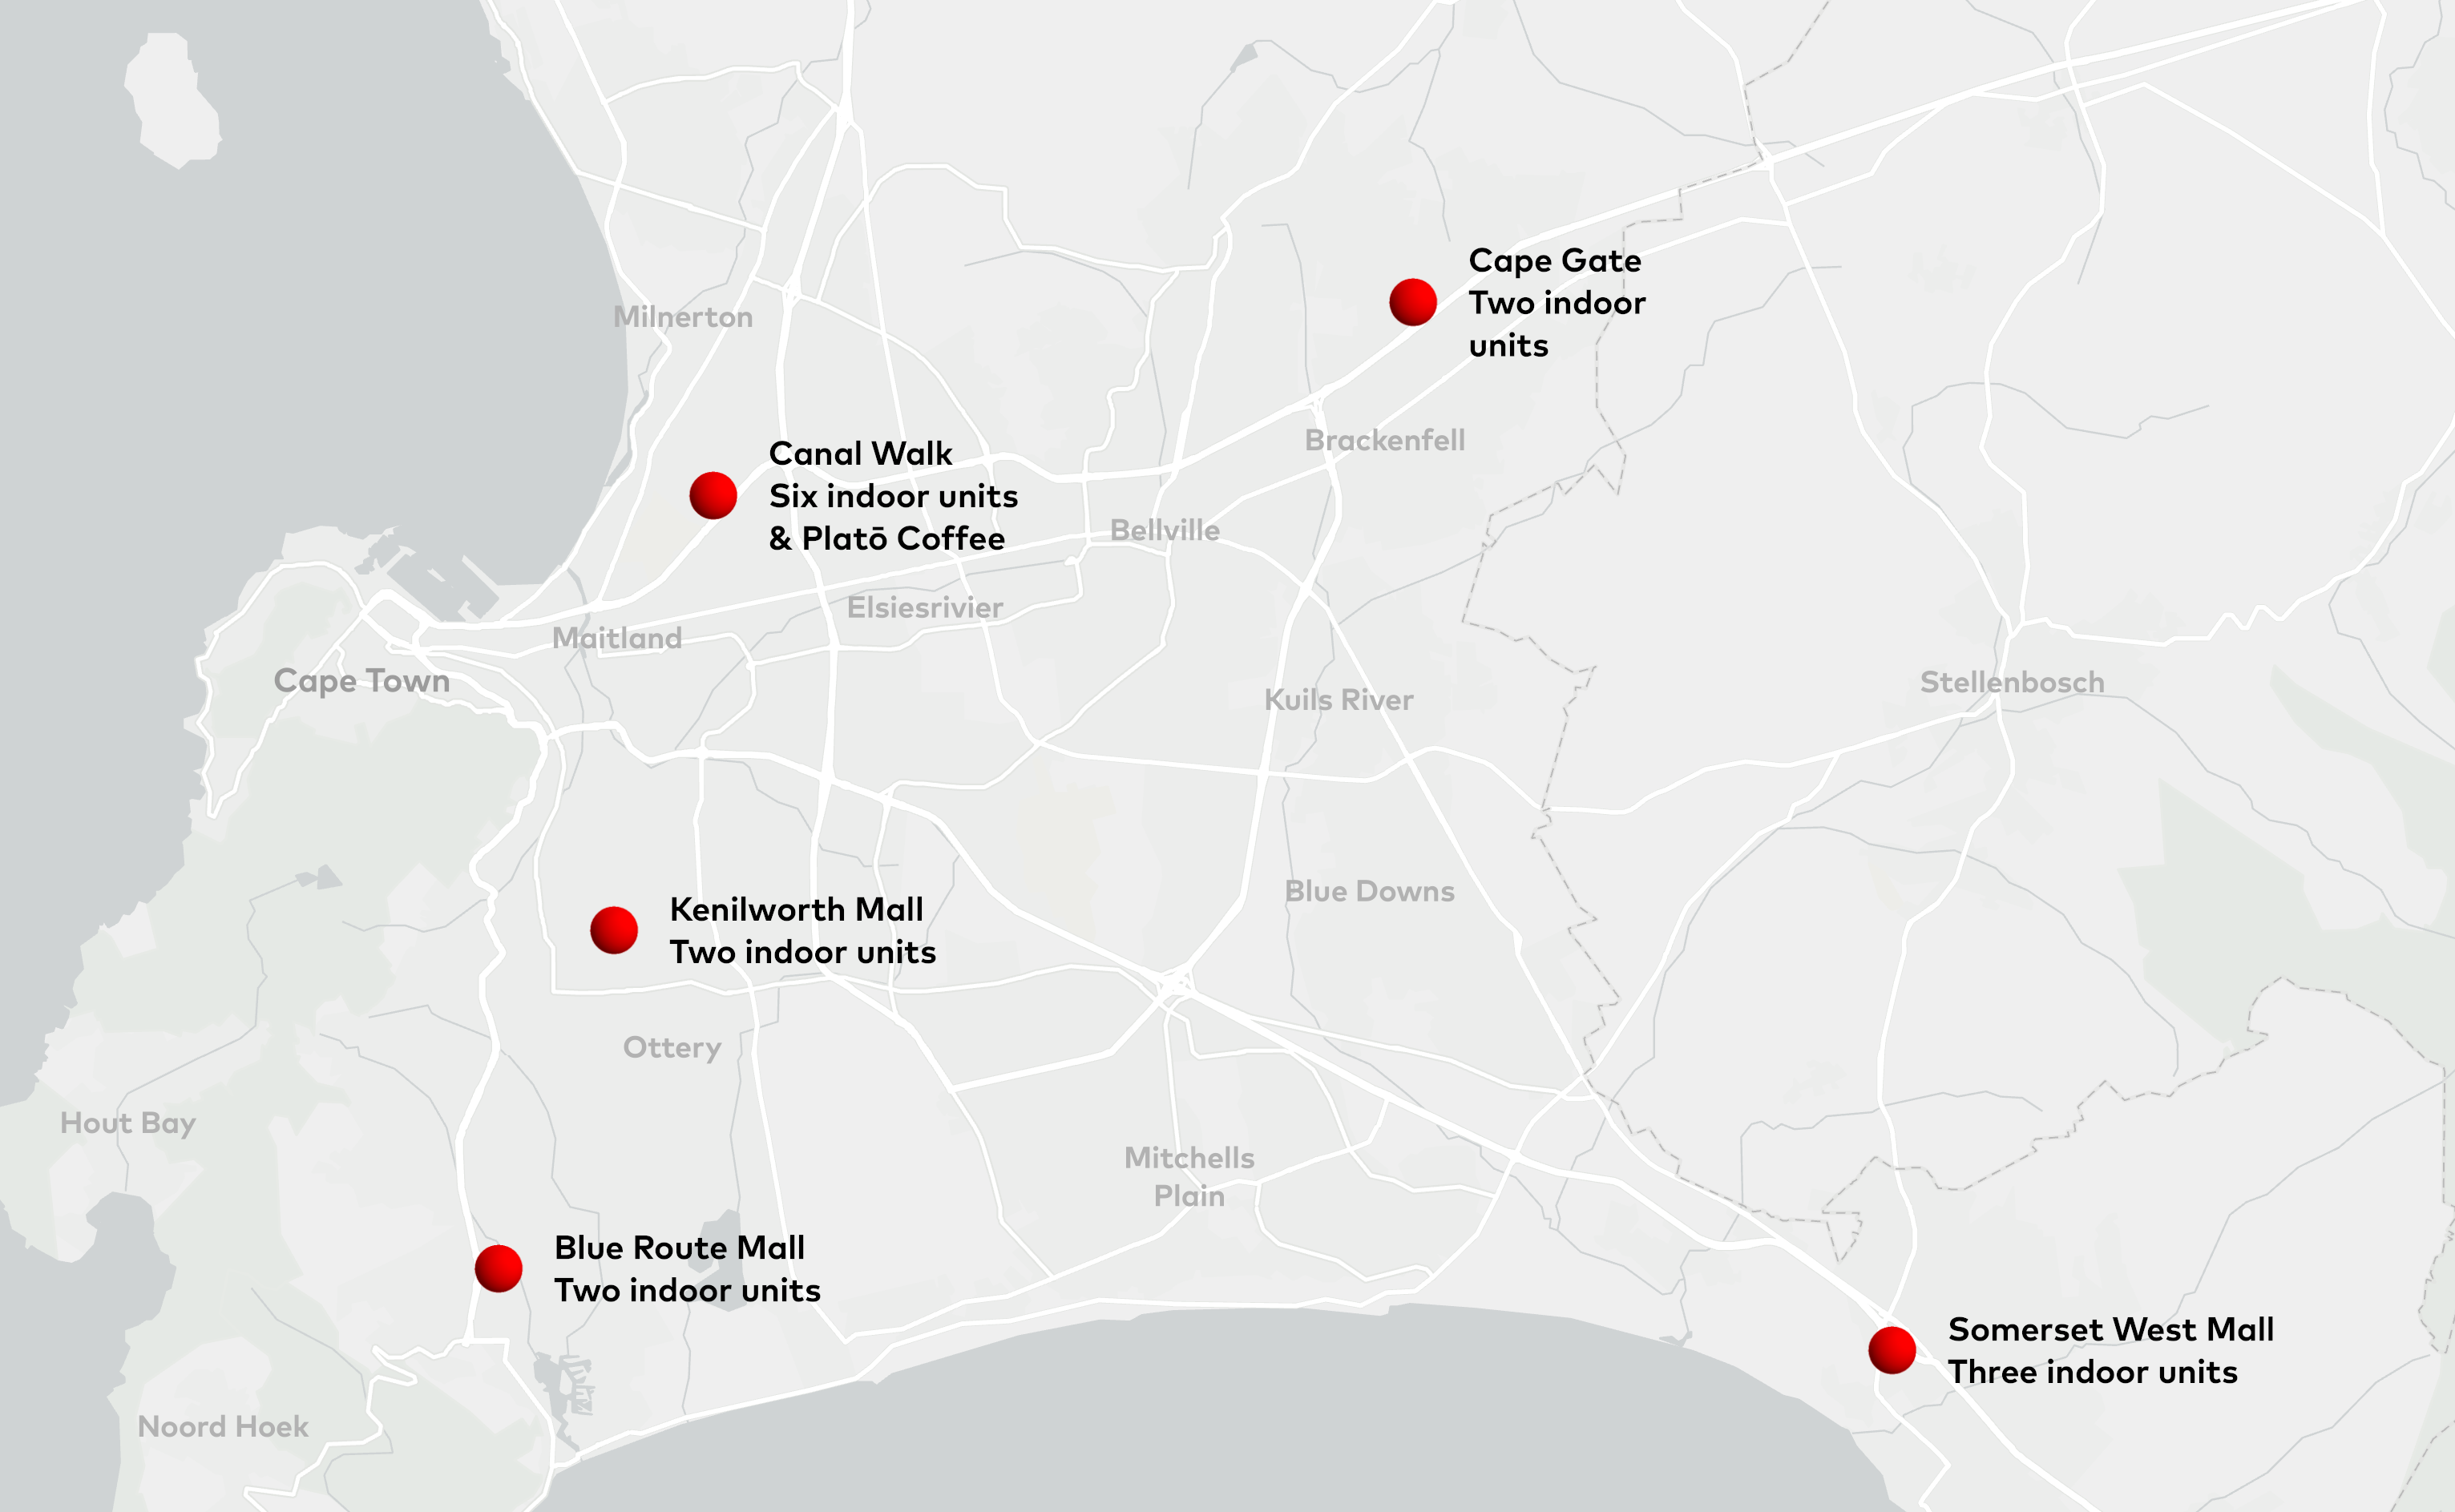 Cape Gate
Two indoor
units
Milnerton
Brackenfell
Canal Walk
Six indoor units
& Platō Coffee
Bellville
Elsiesrivier
Maitland
Cape Town
Kuils River
Stellenbosch
Blue Downs
Kenilworth Mall
Two indoor units
Ottery
Hout Bay
Mitchells
Plain
Blue Route Mall
Two indoor units
Somerset West Mall
Three indoor units
Noord Hoek